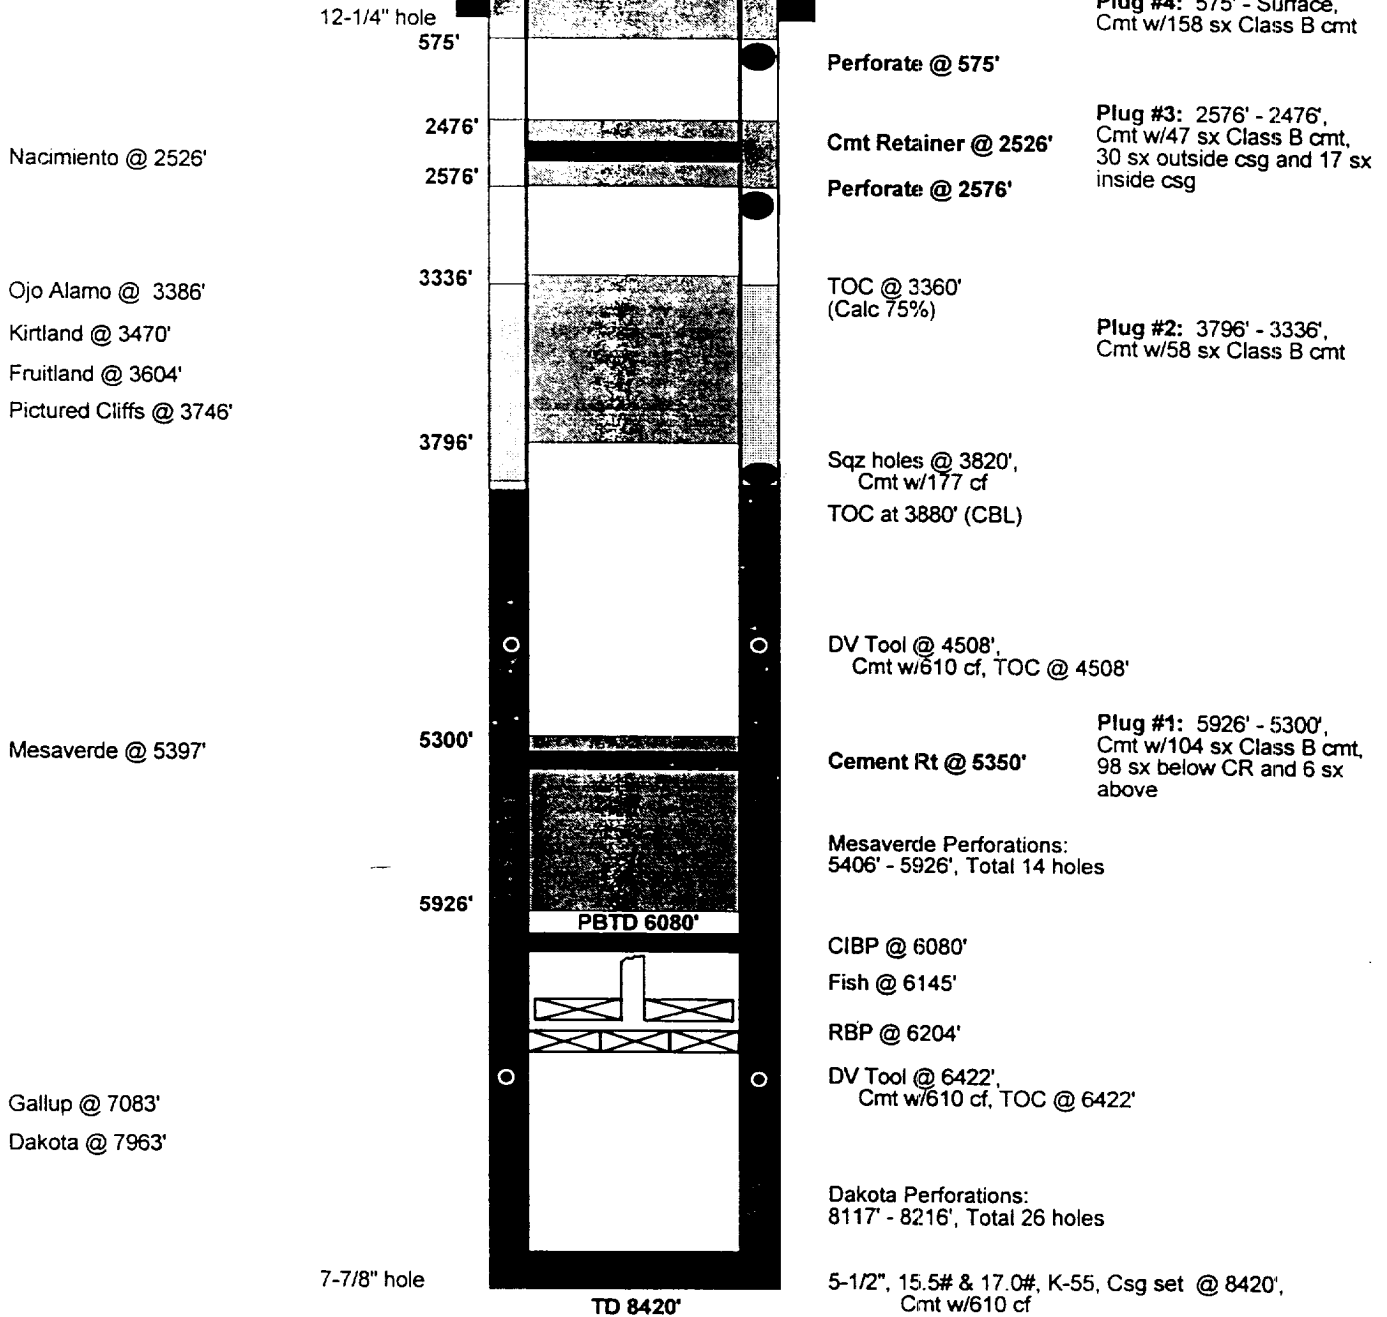 Plug #4: 575' - Surface,
Cmt w/158 sx Class B cmt
12-1/4" hole
575'
Perforate @ 575'
2476'
Plug #3: 2576' - 2476',
Cmt w/47 sx Class B cmt,
30 sx outside csg and 17 sx
inside csg
Nacimiento @ 2526'
Cmt Retainer @ 2526'
2576'
Perforate @ 2576'
3336'
Ojo Alamo @ 3386'
TOC @ 3360'
(Calc 75%)
Kirtland @ 3470'
Plug #2: 3796' - 3336',
Cmt w/58 sx Class B cmt
Fruitland @ 3604'
Pictured Cliffs @ 3746'
3796'
Sqz holes @ 3820',
Cmt w/177 cf
TOC at 3880' (CBL)
DV Tool @ 4508',
Cmt w/610 cf, TOC @ 4508'
Plug #1: 5926' - 5300',
Cmt w/104 sx Class B cmt,
98 sx below CR and 6 sx
above
5300'
Mesaverde @ 5397'
Cement Rt @ 5350'
Mesaverde Perforations:
5406' - 5926', Total 14 holes
5926'
PBTD 6080'
CIBP @ 6080'
Fish @ 6145'
RBP @ 6204'
DV Tool @ 6422',
Cmt w/610 cf, TOC @ 6422'
Gallup @ 7083'
Dakota @ 7963'
Dakota Perforations:
8117' - 8216', Total 26 holes
7-7/8" hole
5-1/2", 15.5# & 17.0#, K-55, Csg set @ 8420',
Cmt w/610 cf
TD 8420'